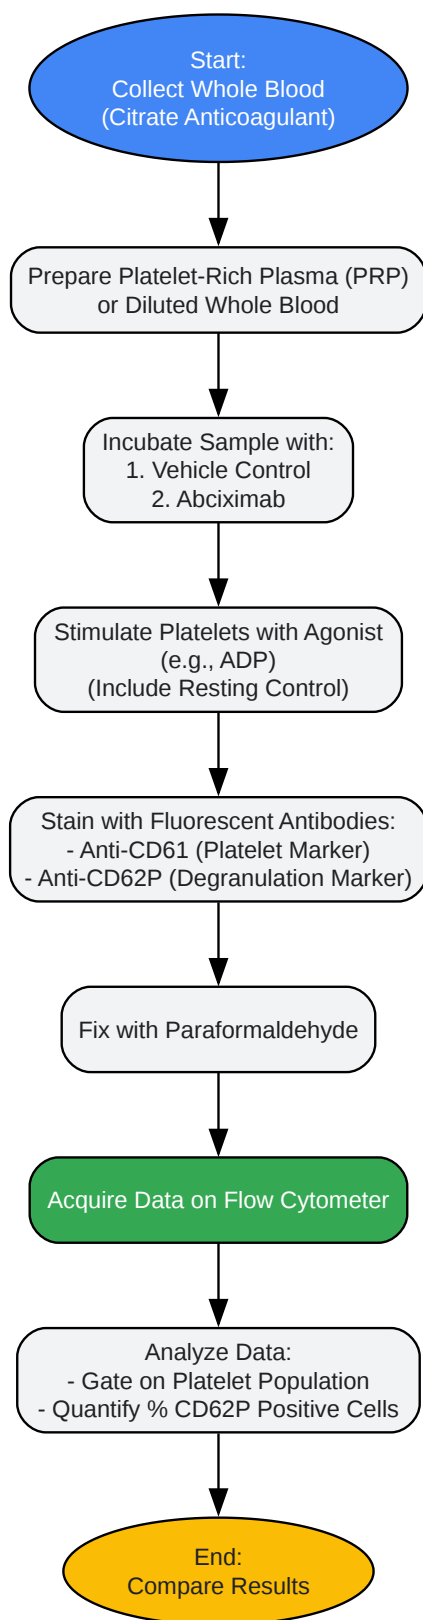 Start:
Collect Whole Blood
(Citrate Anticoagulant)
Prepare Platelet-Rich Plasma (PRP)
or Diluted Whole Blood
Incubate Sample with:
1. Vehicle Control
2. Abciximab
Stimulate Platelets with Agonist
(e.g., ADP)
(Include Resting Control)
Stain with Fluorescent Antibodies:
- Anti-CD61 (Platelet Marker)
- Anti-CD62P (Degranulation Marker)
Fix with Paraformaldehyde
Acquire Data on Flow Cytometer
Analyze Data:
- Gate on Platelet Population
- Quantify % CD62P Positive Cells
End:
Compare Results